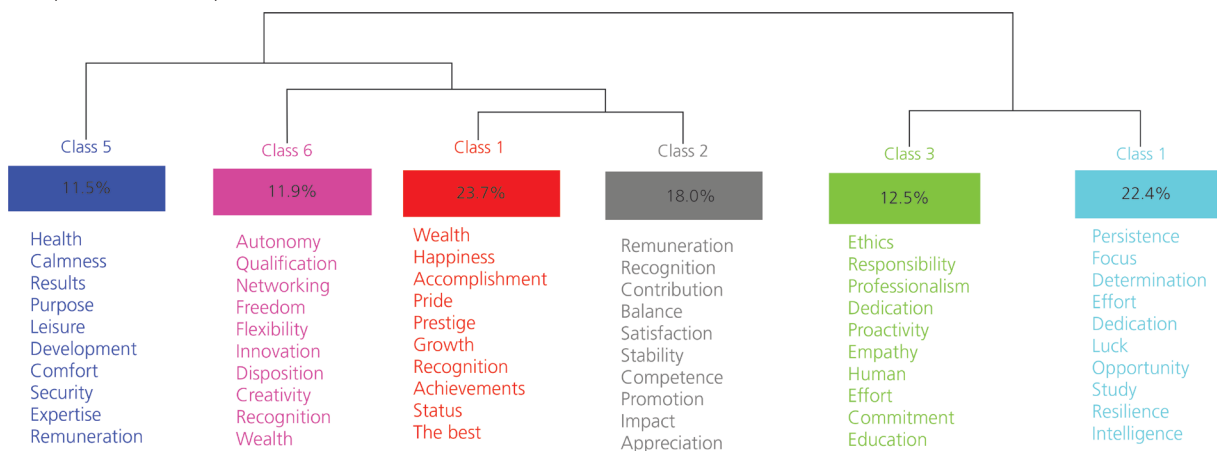 Class 5
11.5%
Health
Calmness
Results
Purpose
Leisure
Development
Comfort
Security
Expertise
Remuneration
Class 6
11.9%
Autonomy
Qualification
Networking
Freedom
Flexibility
Innovation
Disposition
Creativity
Recognition
Wealth
Class 1
23.7%
Wealth
Happiness
Accomplishment
Pride
Prestige
Growth
Recognition
Achievements
Status
The best
Class 2
18.0%
Remuneration
Recognition
Contribution
Balance
Satisfaction
Stability
Competence
Promotion
Impact
Appreciation
Class 3
12.5%
Ethics
Responsibility
Professionalism
Dedication
Proactivity
Empathy
Human
Effort
Commitment
Education
Class 1
22.4%
Persistence
Focus
Determination
Effort
Dedication
Luck
Opportunity
Study
Resilience
Intelligence